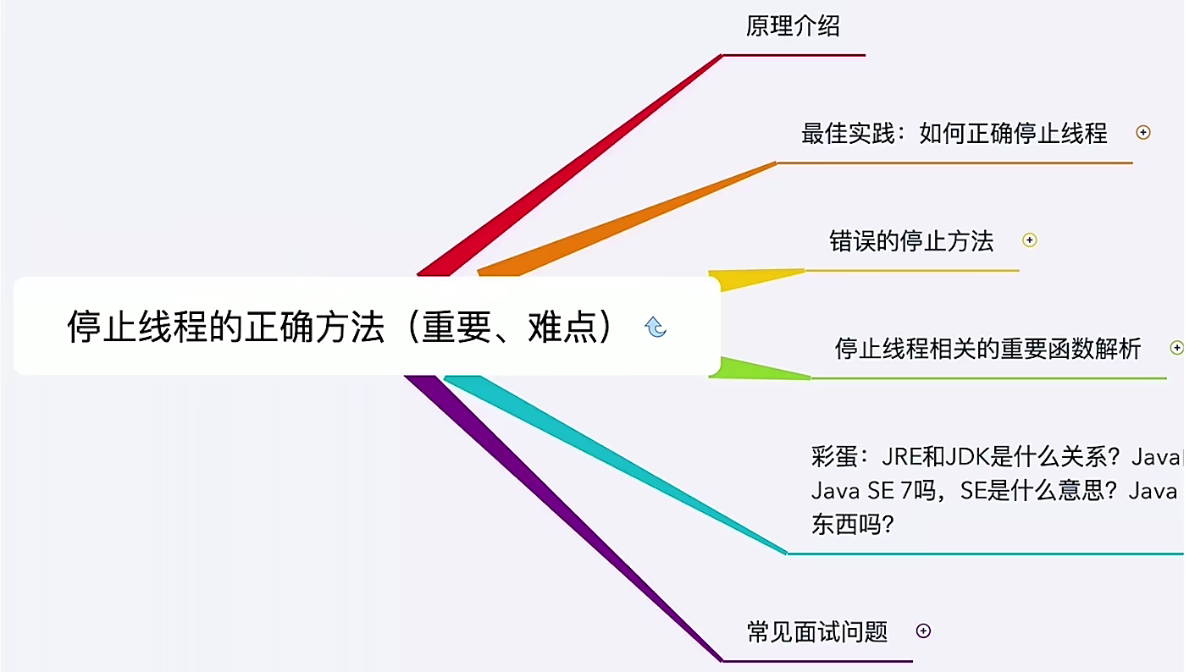 原理介绍
最佳实践：如何正确停止线程
错误的停止方法
停止线程的正确方法（重要、难点）
停止线程相关的重要函数解析
彩蛋：JRE和JDK是什么关系？Java
Java SE 7吗，SE是什么意思？Java
东西吗？
常见面试问题